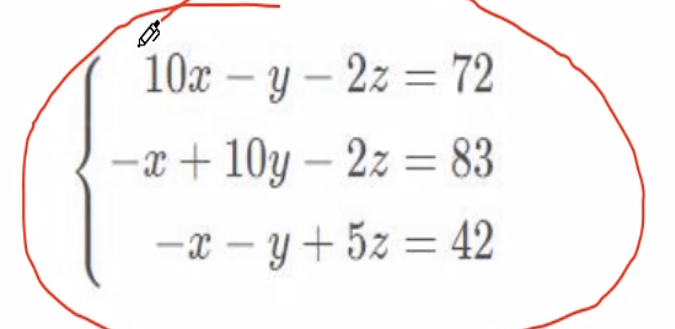 10x − y − 2z = 72
−x + 10y − 2z = 83
−x − y + 5z = 42